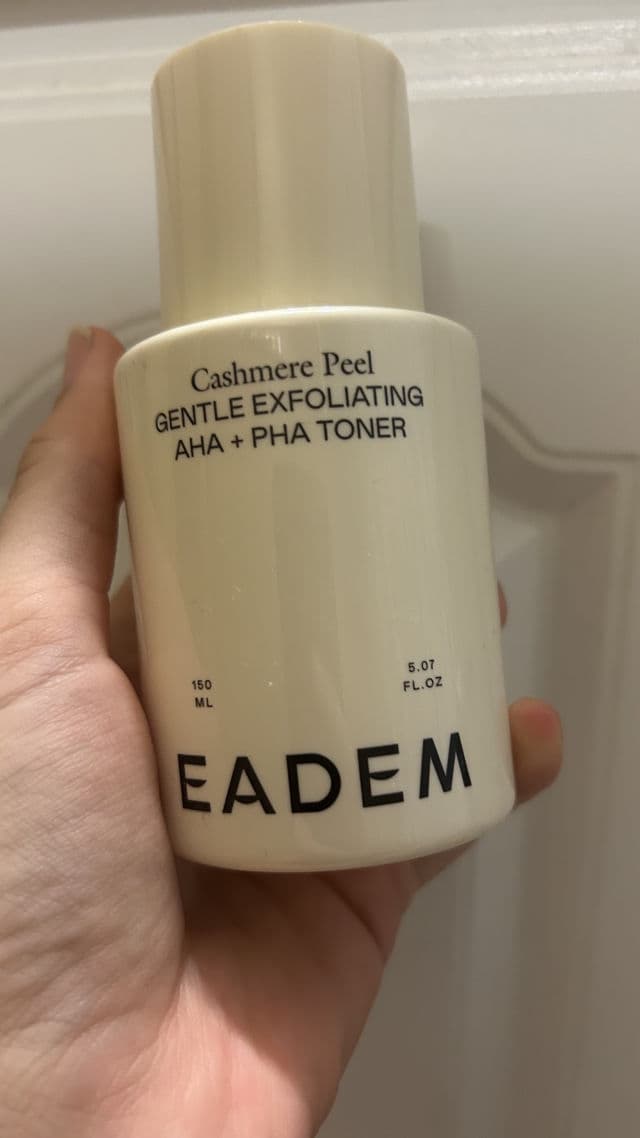 Cashmere Peel
GENTLE EXFOLIATING
AHA + PHA TONER
150
ML
5.07
FL.OZ
EADEM